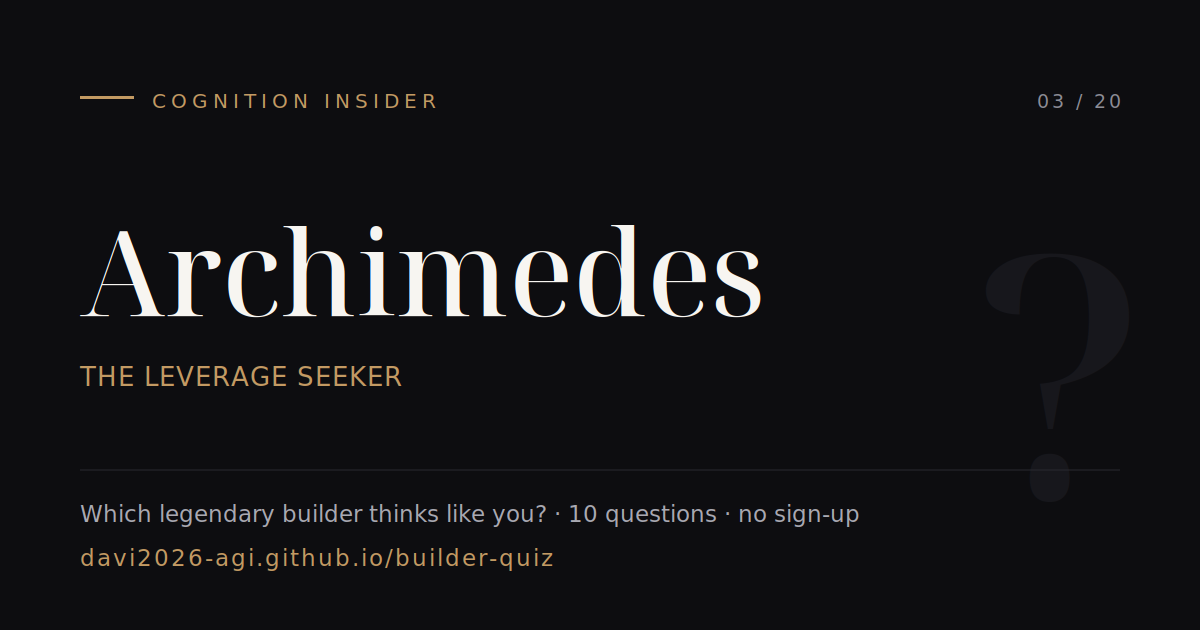 COGNITION INSIDER
03 / 20
Archimedes
THE LEVERAGE SEEKER
?
Which legendary builder thinks like you? · 10 questions · no sign-up
davi2026-agi.github.io/builder-quiz